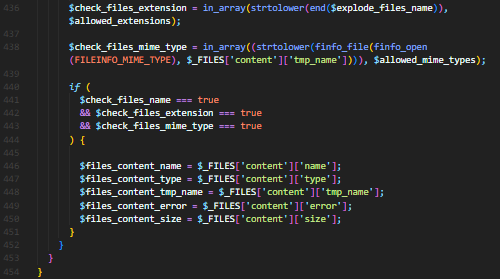 436 $check_files_extension = in_array(strtolower(end($explode_files_name)),
$allowed_extensions);
437
438 $check_files_mime_type = in_array((strtolower(finfo_file(finfo_open
(FILEINFO_MIME_TYPE), $_FILES['content']['tmp_name']))), $allowed_mime_types);
439
440 if (
441 $check_files_name === true
442 && $check_files_extension === true
443 && $check_files_mime_type === true
444 ) {
445
446 $files_content_name = $_FILES['content']['name'];
447 $files_content_type = $_FILES['content']['type'];
448 $files_content_tmp_name = $_FILES['content']['tmp_name'];
449 $files_content_error = $_FILES['content']['error'];
450 $files_content_size = $_FILES['content']['size'];
451 }
452 }
453 }
454 }